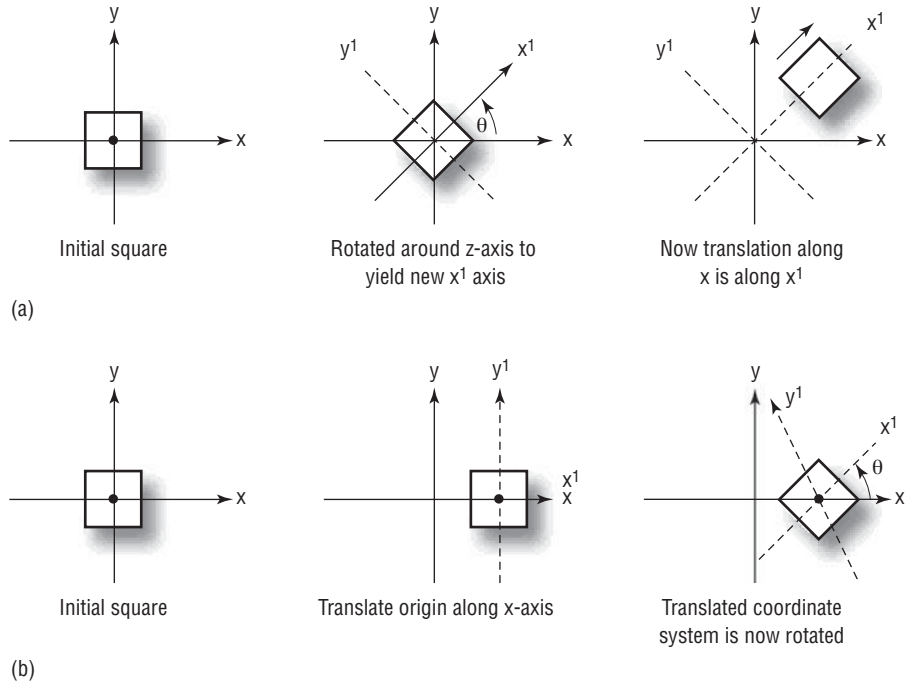 y
x
Initial square
y
y¹
x¹
θ
x
Rotated around z-axis to
yield new x¹ axis
y
y¹
x¹
x
Now translation along
x is along x¹
(a)
y
x
Initial square
y
y¹
x¹
x
Translate origin along x-axis
y
y¹
x¹
θ
x
Translated coordinate
system is now rotated
(b)